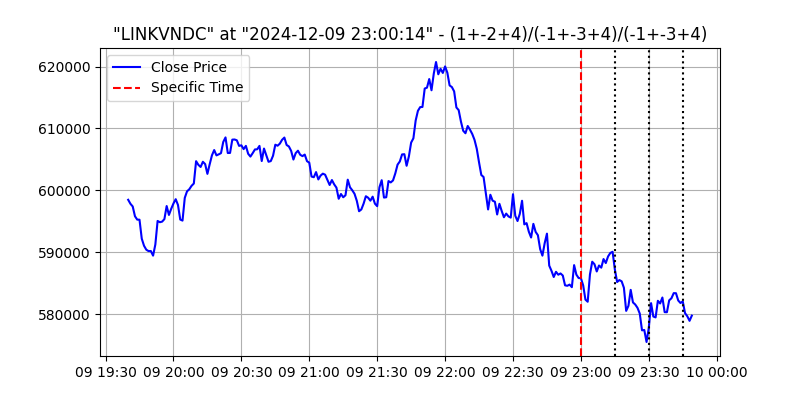 "LINKVNDC" at "2024-12-09 23:00:14" - (1+-2+4)/(-1+-3+4)/(-1+-3+4)
Close Price
Specific Time
620000
610000
600000
590000
580000
09 19:30 09 20:00 09 20:30 09 21:00 09 21:30 09 22:00 09 22:30 09 23:00 09 23:30 10 00:00